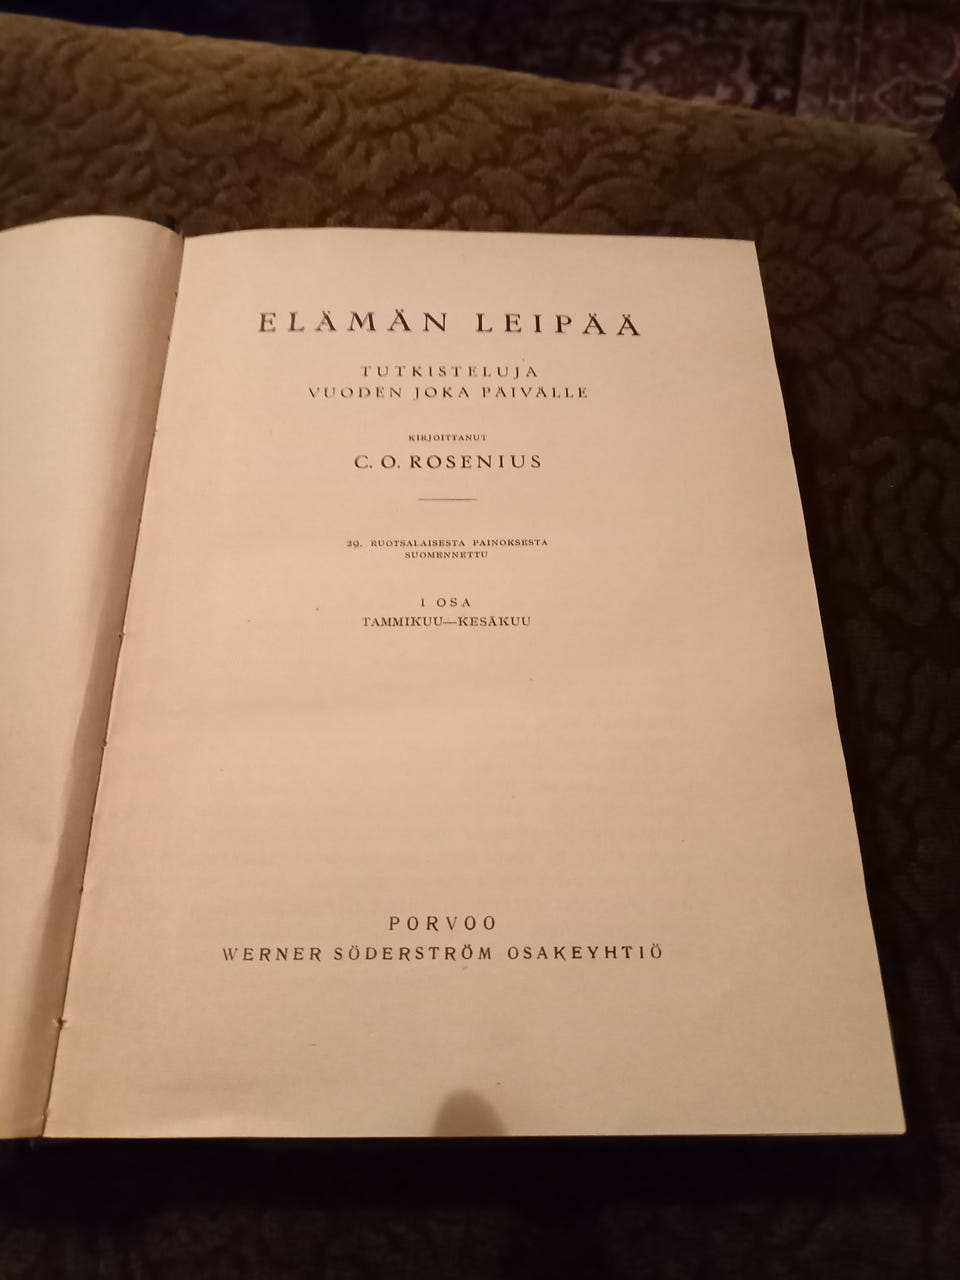 ELÄMÄN LEIPÄÄ
TUTKISTELUJA
VUODEN JOKA PÄIVÄLLE
KIRJOITTANUT
C. O. ROSENIUS
29. RUOTSALAISESTA PAINOKSESTA
SUOMENNETTU
I OSA
TAMMIKUU—KESÄKUU
PORVOO
WERNER SÖDERSTRÖM OSAKEYHTIÖ